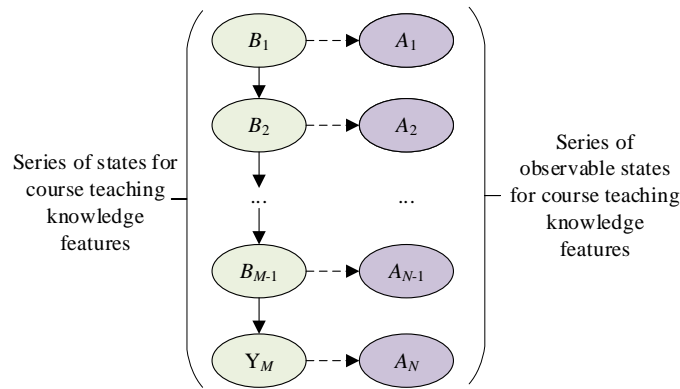 B1
A1
B2
A2
Series of states for
course teaching
knowledge
features
Series of
observable states
for course teaching
knowledge
features
...
...
BM-1
AN-1
YM
AN